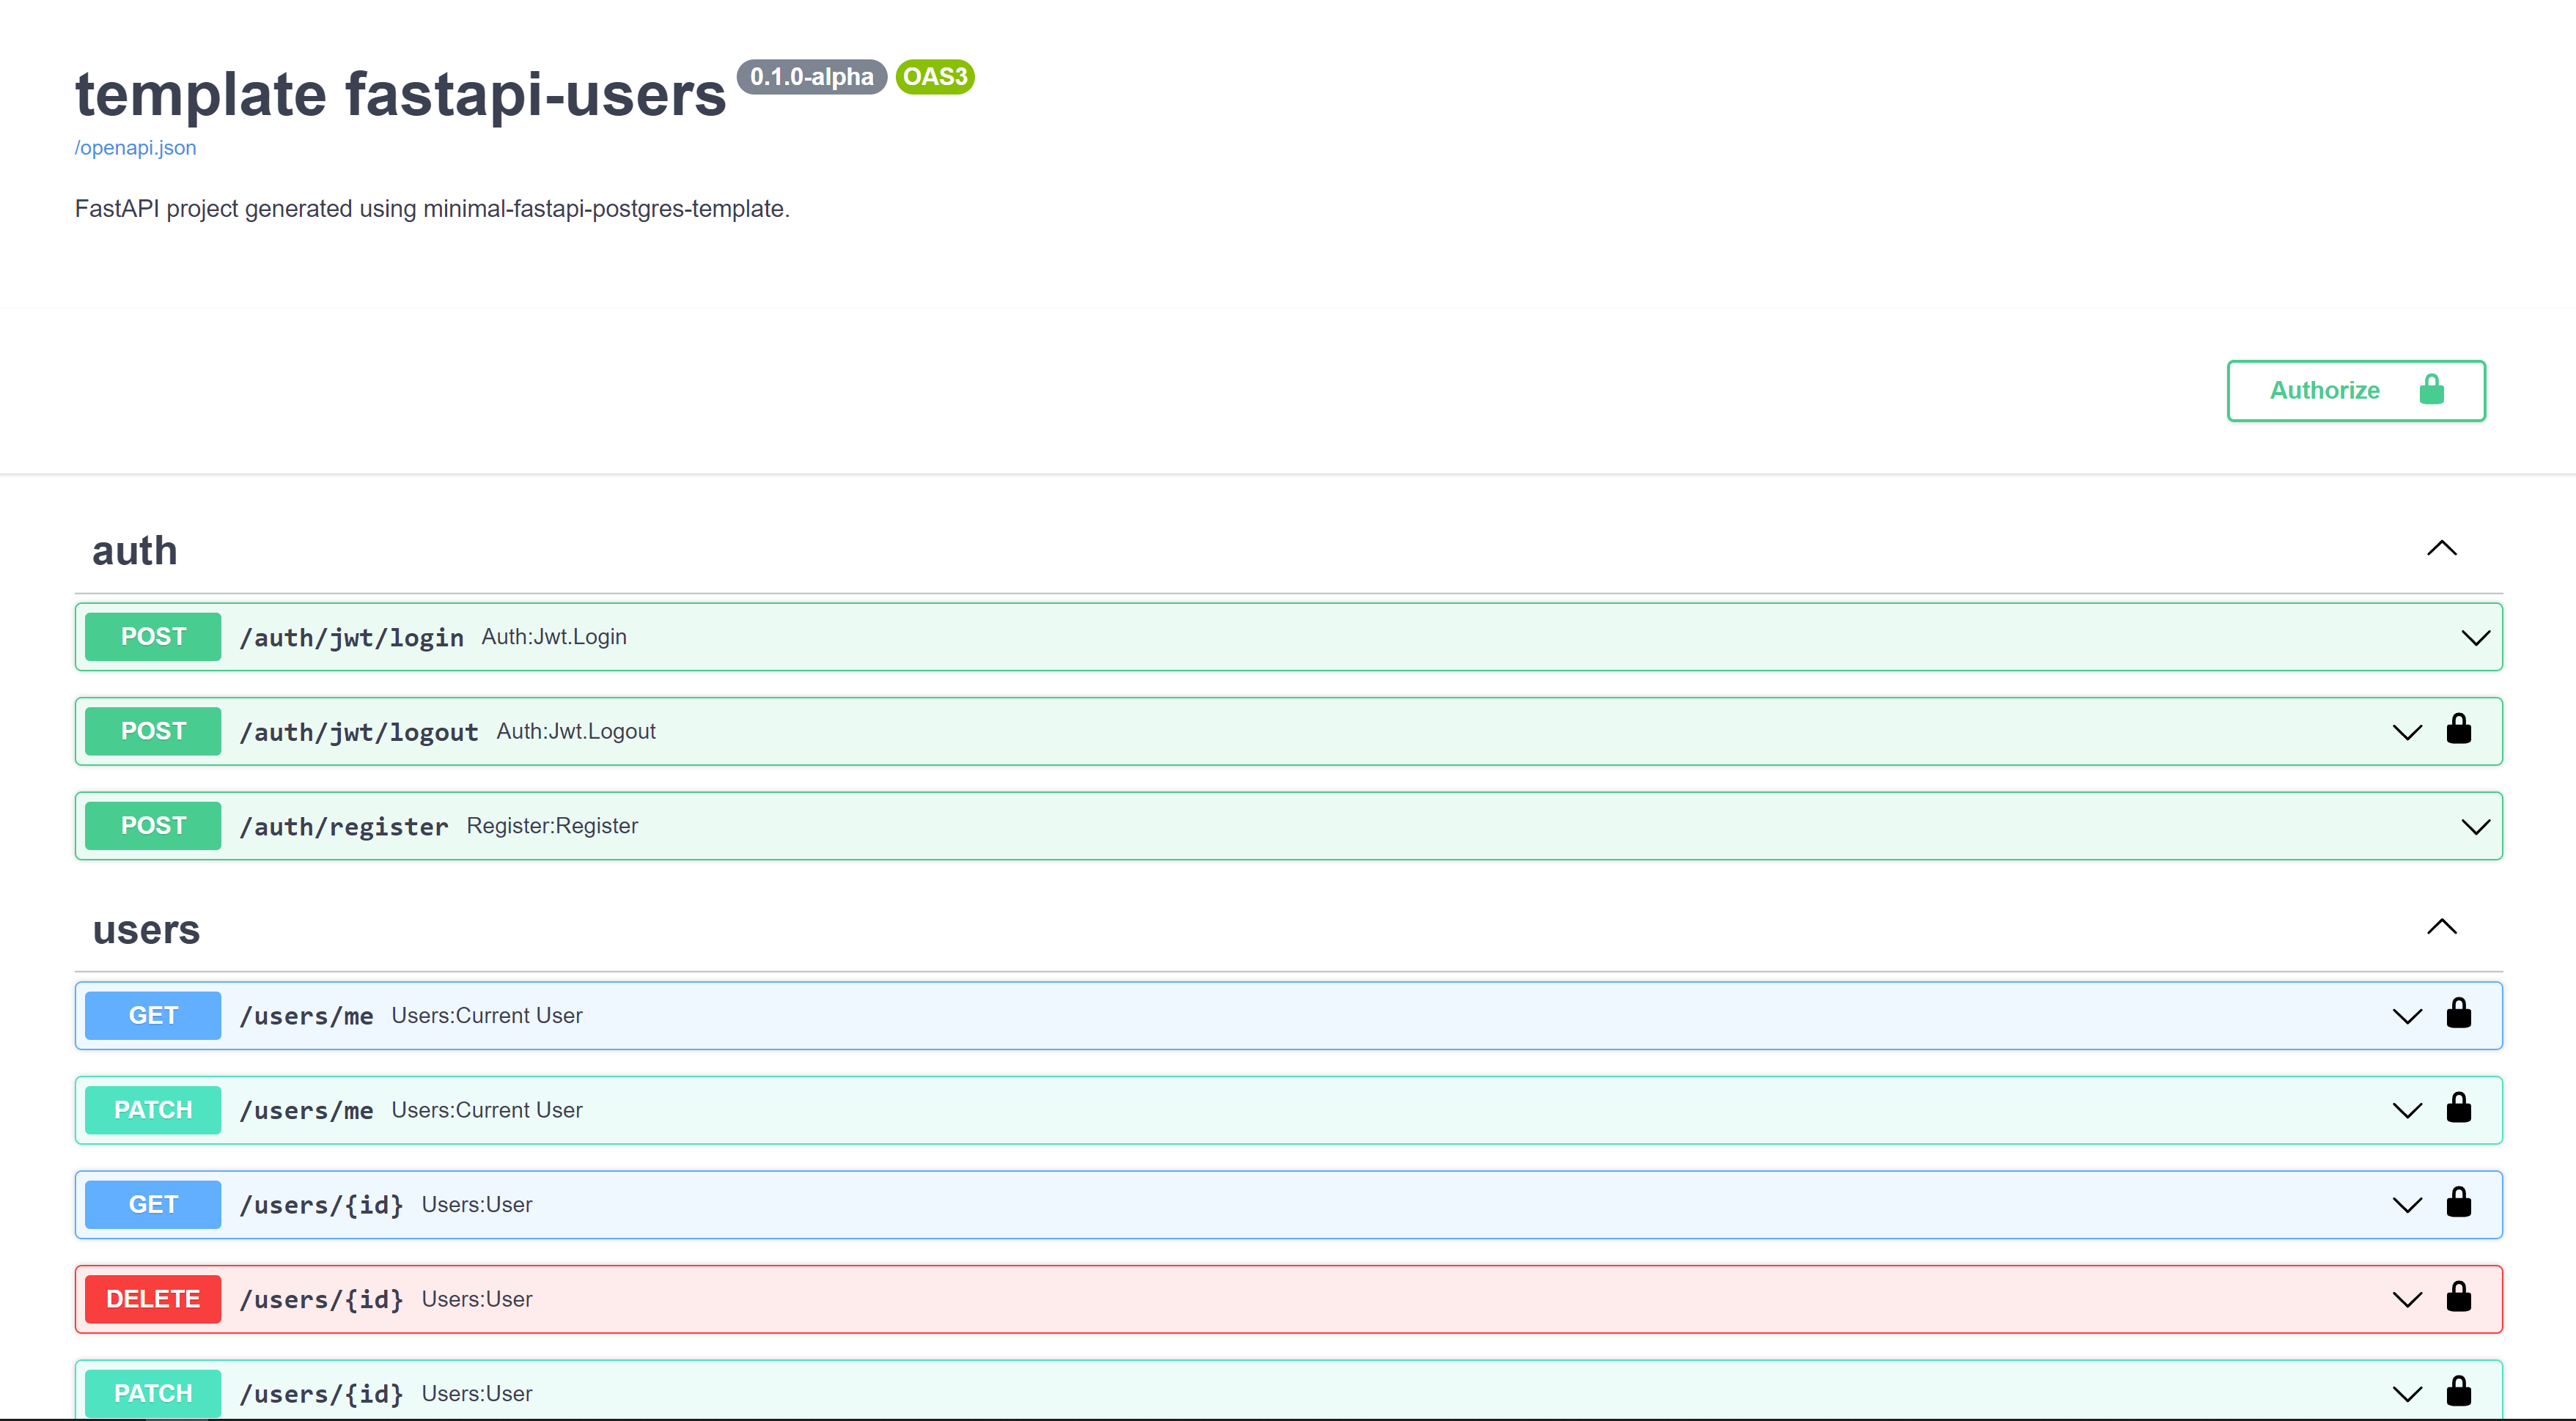 template fastapi-users 0.1.0-alpha OAS3
/openapi.json
FastAPI project generated using minimal-fastapi-postgres-template.
Authorize
auth
POST /auth/jwt/login Auth:Jwt.Login
POST /auth/jwt/logout Auth:Jwt.Logout
POST /auth/register Register:Register
users
GET /users/me Users:Current User
PATCH /users/me Users:Current User
GET /users/{id} Users:User
DELETE /users/{id} Users:User
PATCH /users/{id} Users:User